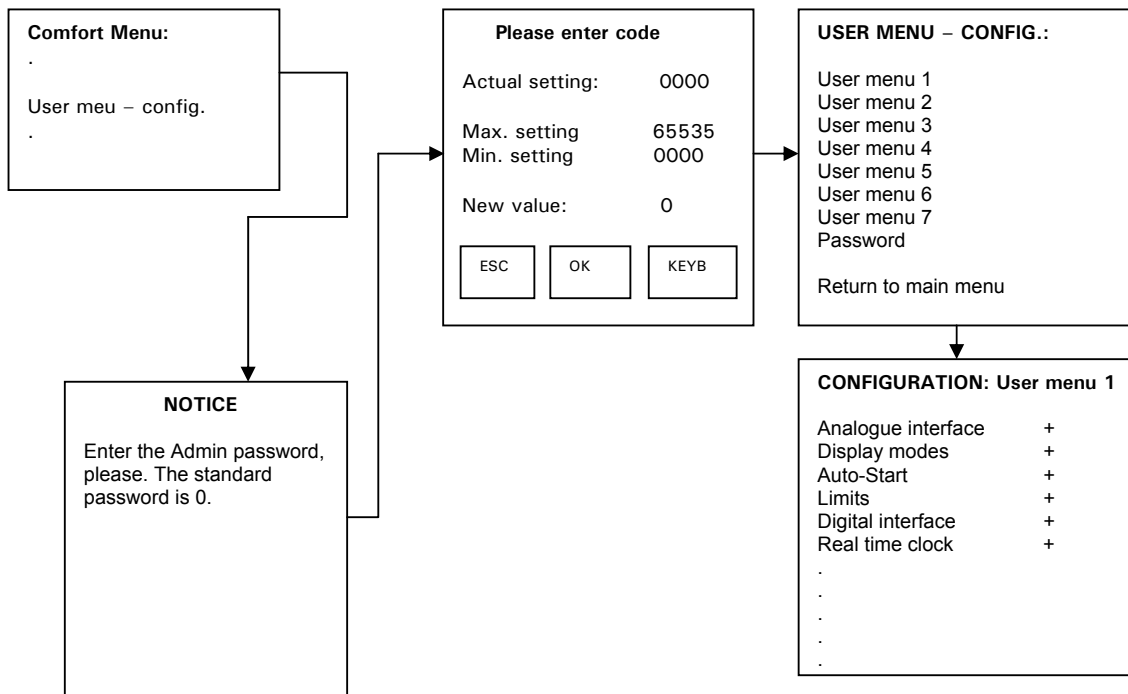 Comfort Menu:
.
User meu – config.
.
NOTICE
Enter the Admin password,
please. The standard
password is 0.
Please enter code
Actual setting: 0000
Max. setting 65535
Min. setting 0000
New value: 0
ESC OK KEYB
USER MENU – CONFIG.:
User menu 1
User menu 2
User menu 3
User menu 4
User menu 5
User menu 6
User menu 7
Password
Return to main menu
CONFIGURATION: User menu 1
Analogue interface +
Display modes +
Auto-Start +
Limits +
Digital interface +
Real time clock +
.
.
.
.
.